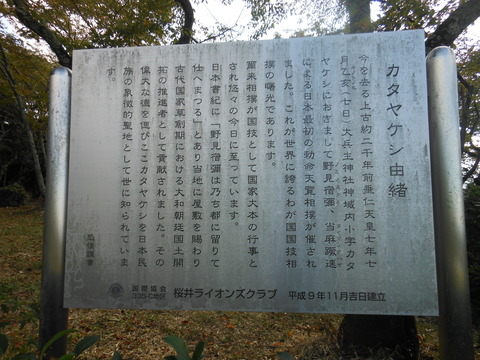 カタヤケシ由緒
今を去る上古約二千年前垂仁天皇七年七
月乙亥（七日）大兵主神社神域内小字カタ
ヤケシにおきまして野見宿彌、当麻蹶速
による日本最初の勅命天覧相撲が催され
ました。これが世界に誇るわが国国技相
撲の曙光であります。
爾来相撲が国技として国家大本の行事と
され悠々の今日に至っています。
日本書紀に「野見宿彌は乃ち都に留りて
仕へまつる」とあり当地に屋敷を賜わり
古代国家草創期における大和朝廷国土開
拓の推進者として貢献されました。その
偉大な徳を偲びここカタヤケシを日本民
族の象徴的聖地として世に知られていま
す。
国際協会
335-C地区
桜井ライオンズクラブ 平成9年11月吉日建立